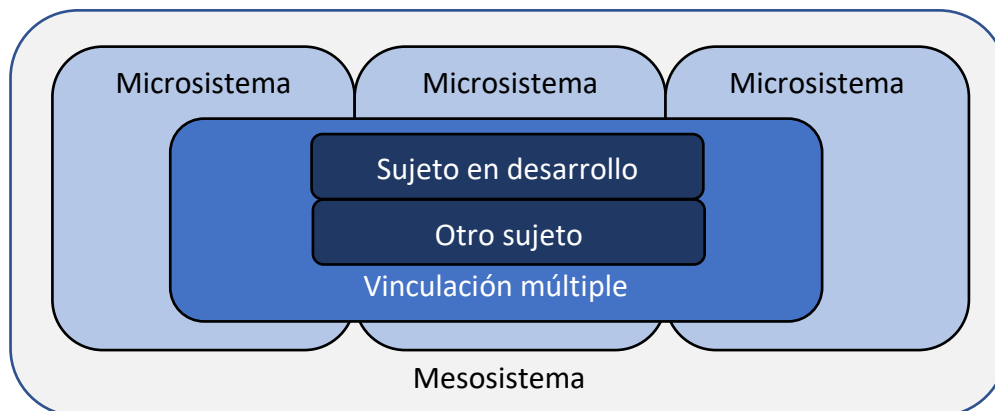 Microsistema
Microsistema
Microsistema
Sujeto en desarrollo
Otro sujeto
Vinculación múltiple
Mesosistema